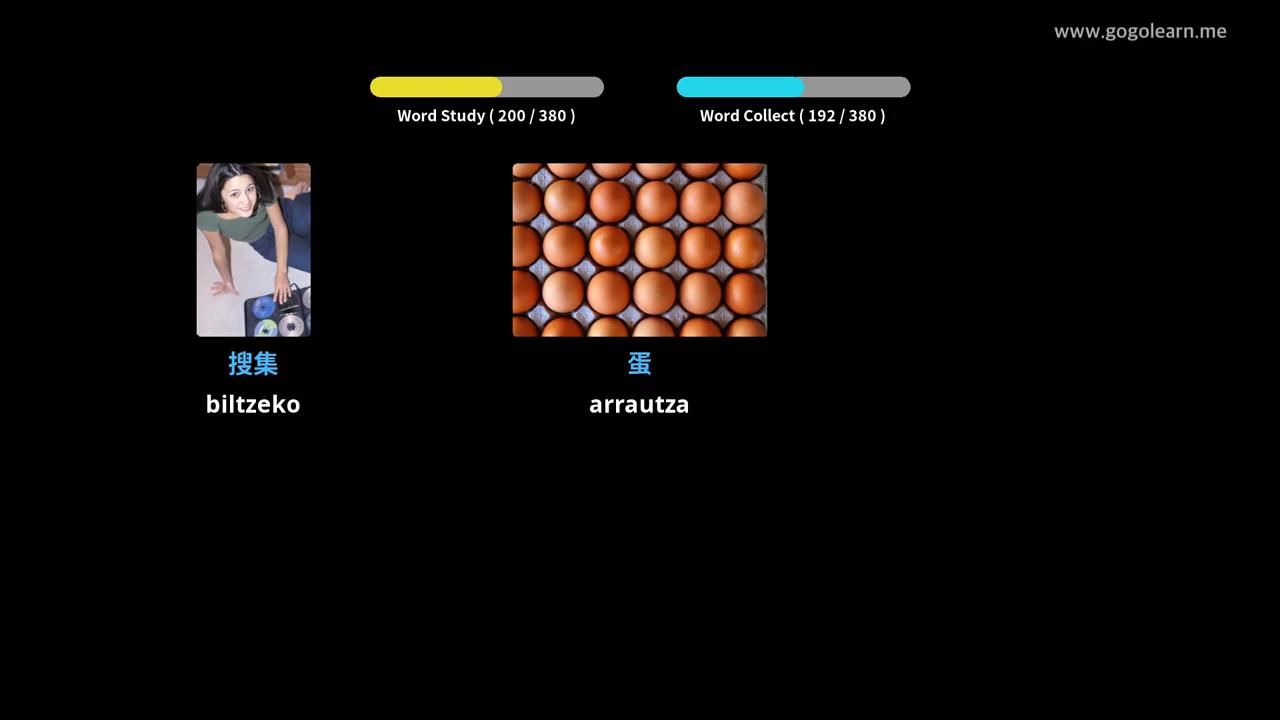 www.gogolearn.me
Word Study ( 200 / 380 )
Word Collect ( 192 / 380 )
搜集
蛋
biltzeko
arrautza